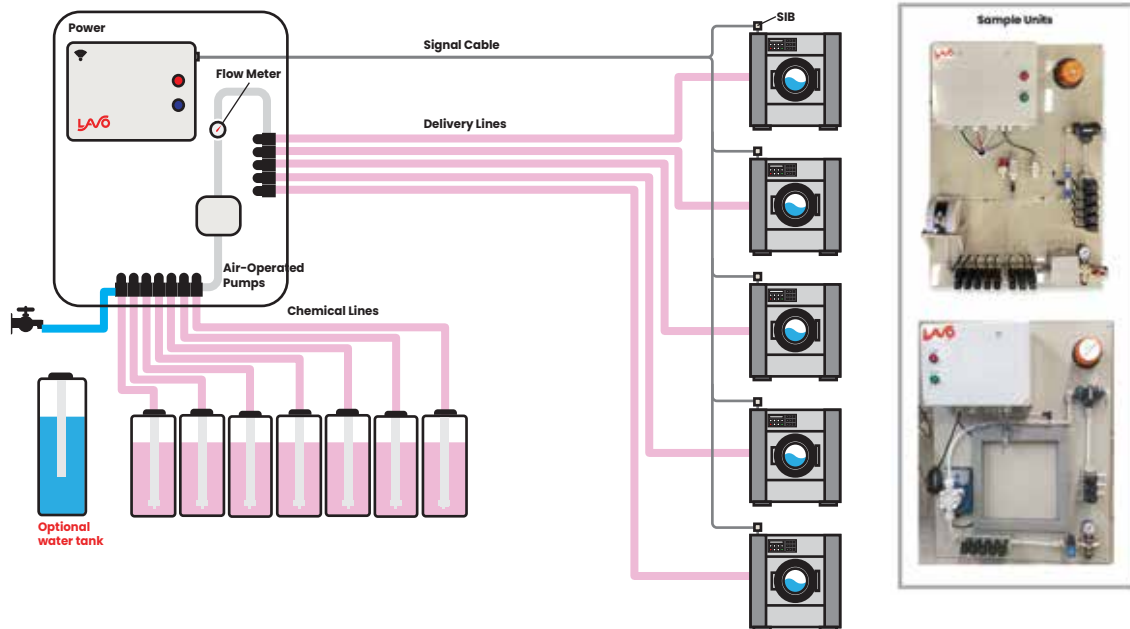 Power
SIB
Sample Units
Signal Cable
Flow Meter
LAVO
Delivery Lines
Air-Operated
Pumps
Chemical Lines
Optional
water tank
LAVO
LAVO